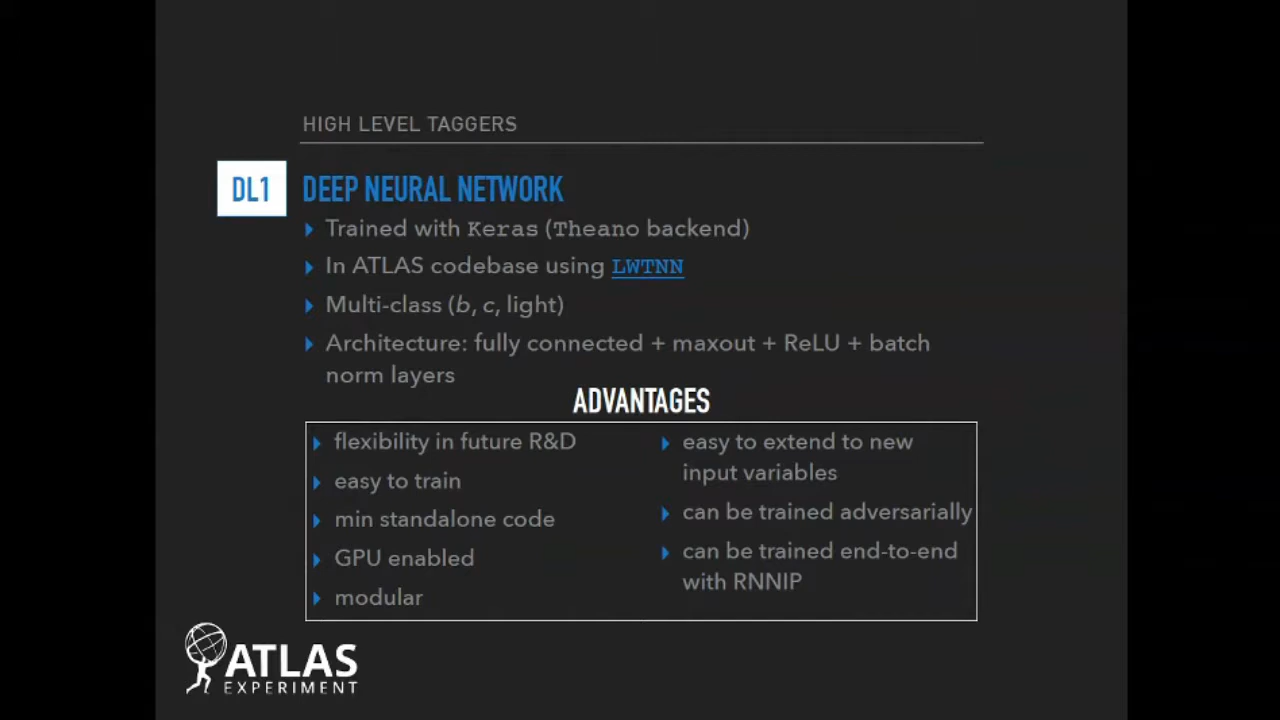 HIGH LEVEL TAGGERS
DL1
DEEP NEURAL NETWORK
Trained with Keras (Theano backend)
In ATLAS codebase using LWTNN
Multi-class (b, c, light)
Architecture: fully connected + maxout + ReLU + batch
norm layers
ADVANTAGES
flexibility in future R&D
easy to train
min standalone code
GPU enabled
modular
easy to extend to new
input variables
can be trained adversarially
can be trained end-to-end
with RNNIP
ATLAS
EXPERIMENT